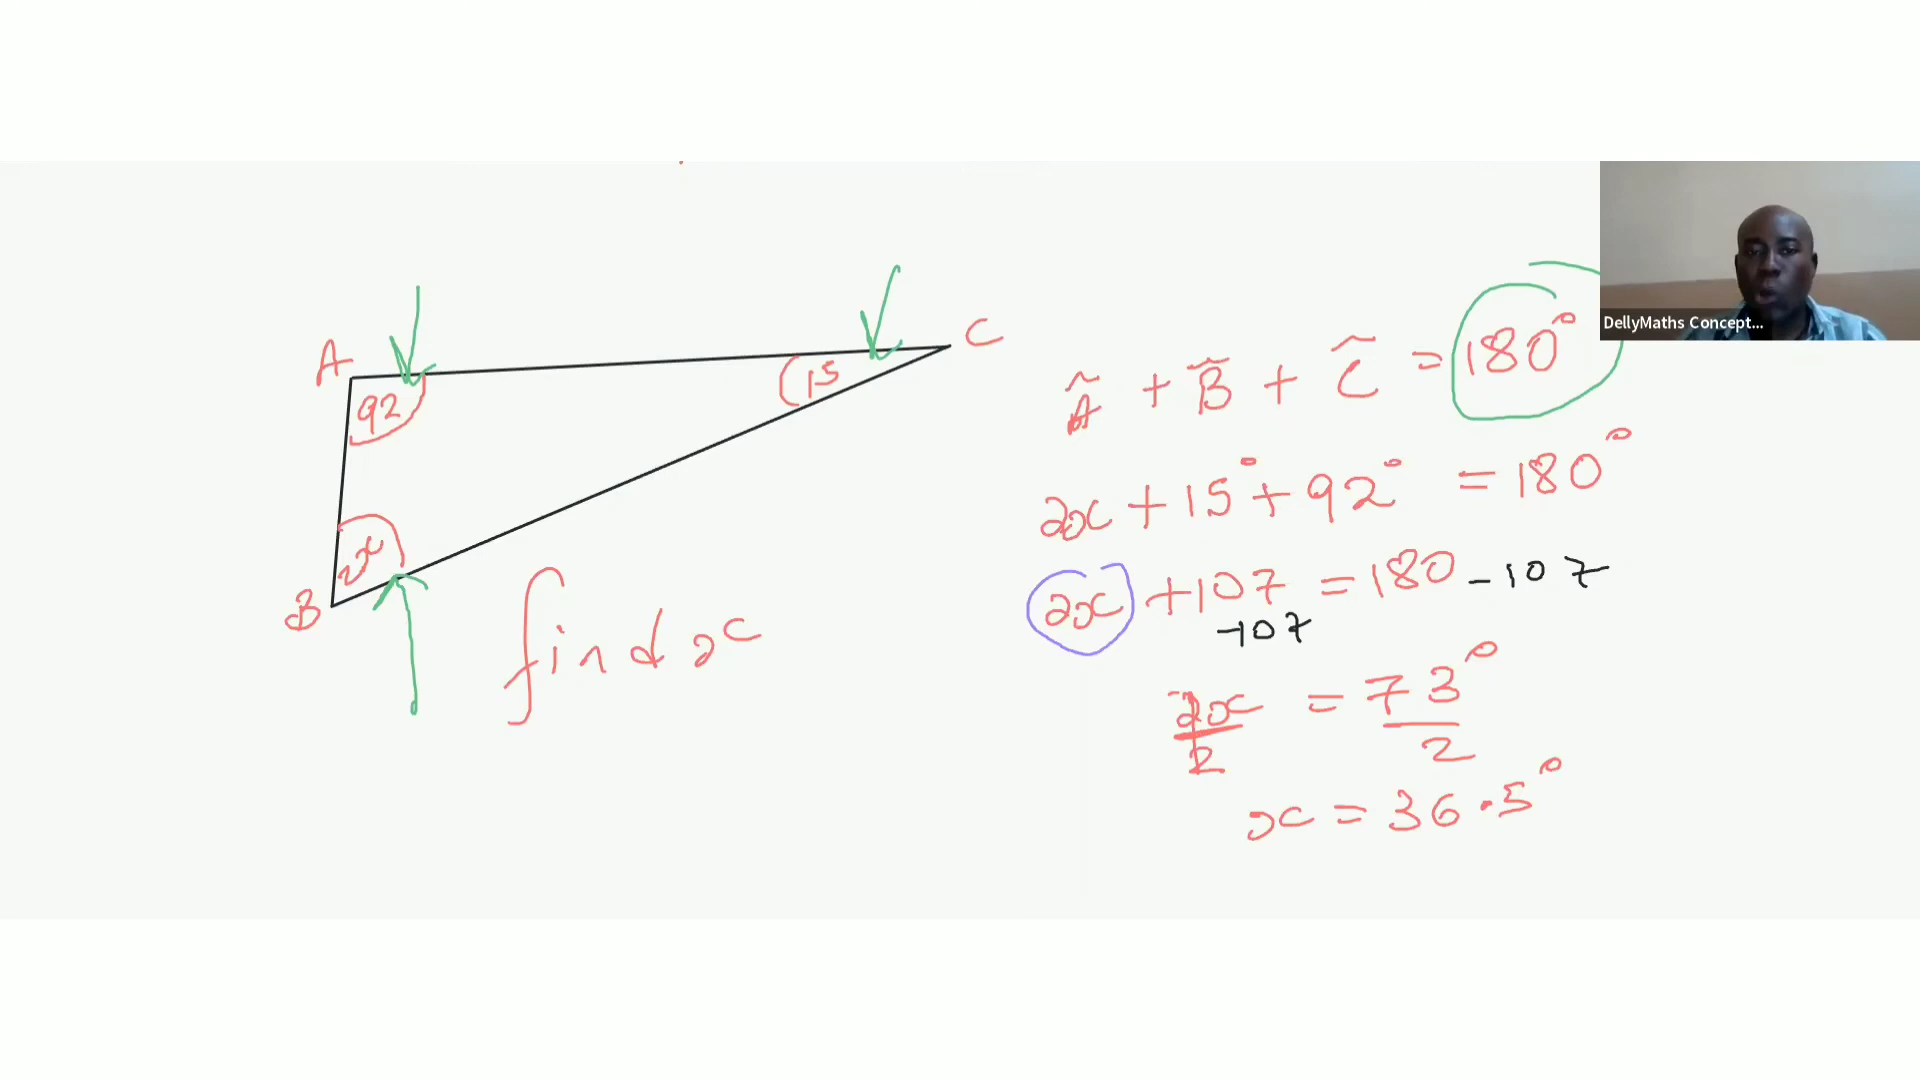 A
C
92
15
2x
B
find x
DellyMaths Concept...
Â + B̂ + Ĉ = 180°
2x + 15° + 92° = 180°
2x + 107 = 180 - 107
-107
2x = 73°
2 2
x = 36.5°